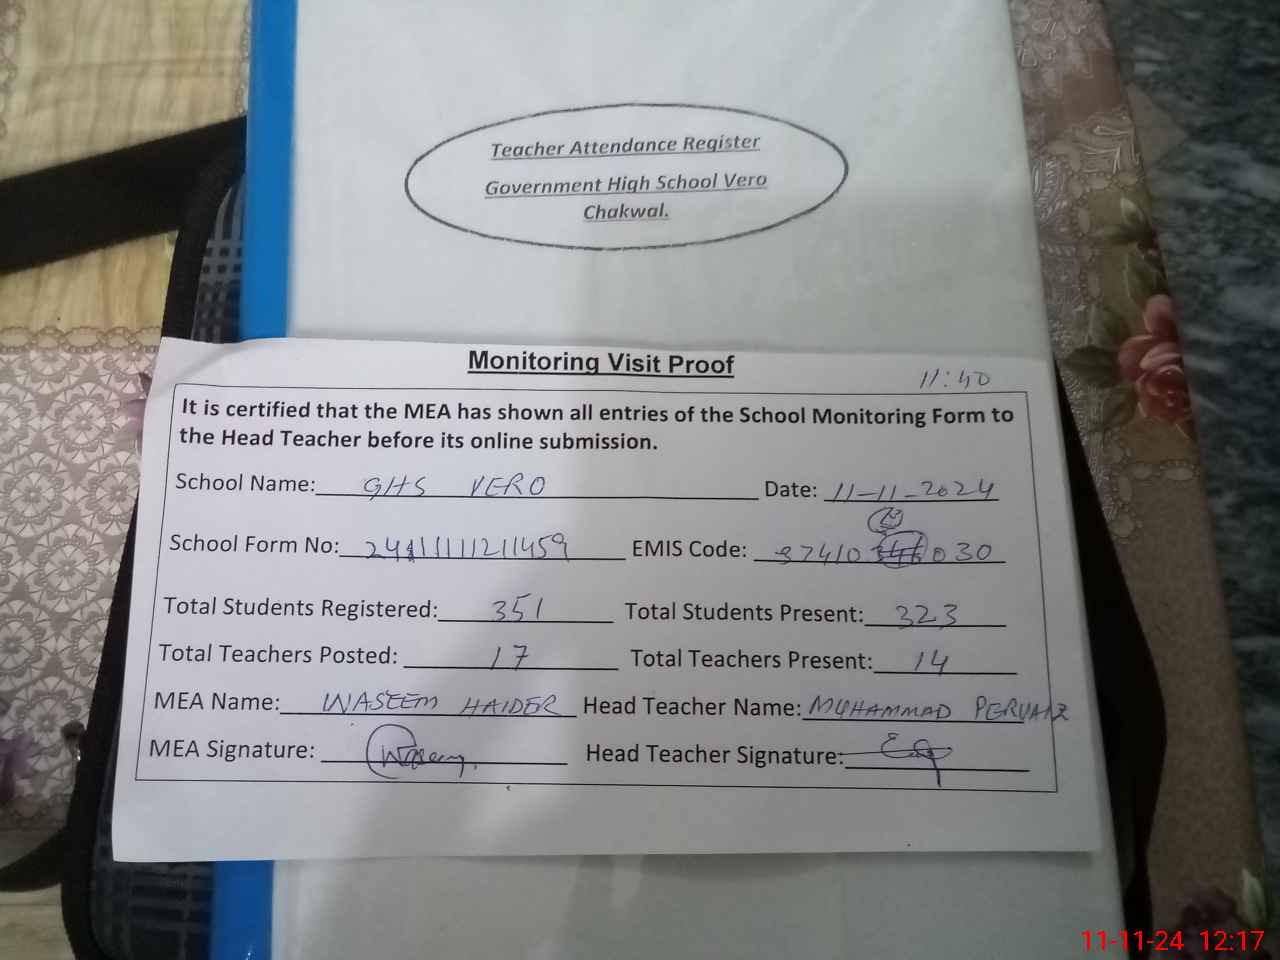 Teacher Attendance Register
Government High School Vero
Chakwal.
Monitoring Visit Proof
11:40
It is certified that the MEA has shown all entries of the School Monitoring Form to
the Head Teacher before its online submission.
School Name: GHS VERO Date: 11-11-2024
School Form No: EMIS Code: 37410 030
Total Students Registered: 351 Total Students Present: 323
Total Teachers Posted: 17 Total Teachers Present: 14
MEA Name: WASEEM HAIDER Head Teacher Name: MUHAMMAD PERVAIZ
MEA Signature: Waseem. Head Teacher Signature:
11-11-24 12:17